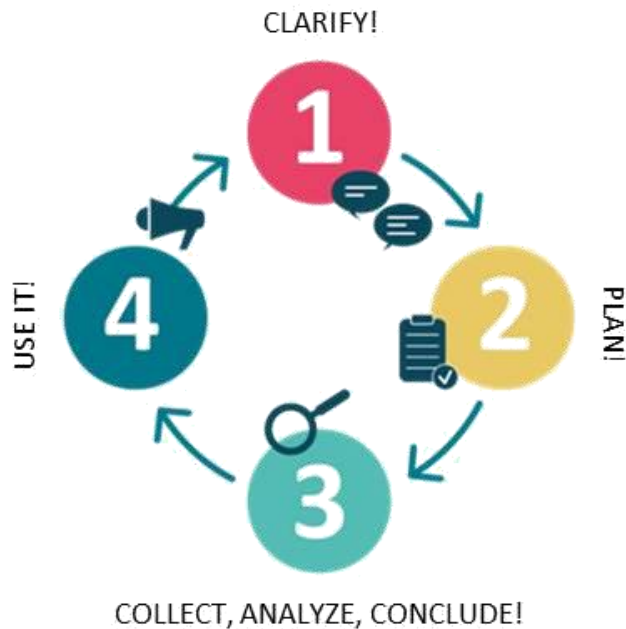 CLARIFY!
1
2
PLAN!
3
COLLECT, ANALYZE, CONCLUDE!
4
USE IT!